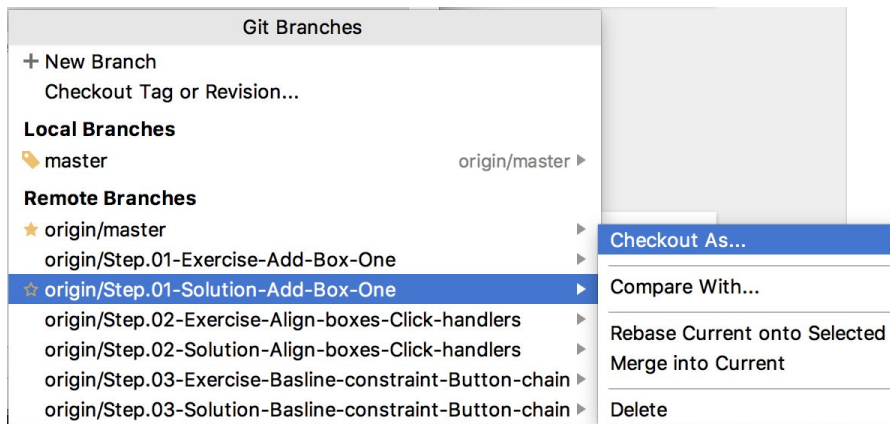 Git Branches
New Branch
Checkout Tag or Revision...
Local Branches
master origin/master
Remote Branches
origin/master
origin/Step.01-Exercise-Add-Box-One
origin/Step.01-Solution-Add-Box-One
origin/Step.02-Exercise-Align-boxes-Click-handlers
origin/Step.02-Solution-Align-boxes-Click-handlers
origin/Step.03-Exercise-Basline-constraint-Button-chain
origin/Step.03-Solution-Basline-constraint-Button-chain
Checkout As...
Compare With...
Rebase Current onto Selected
Merge into Current
Delete